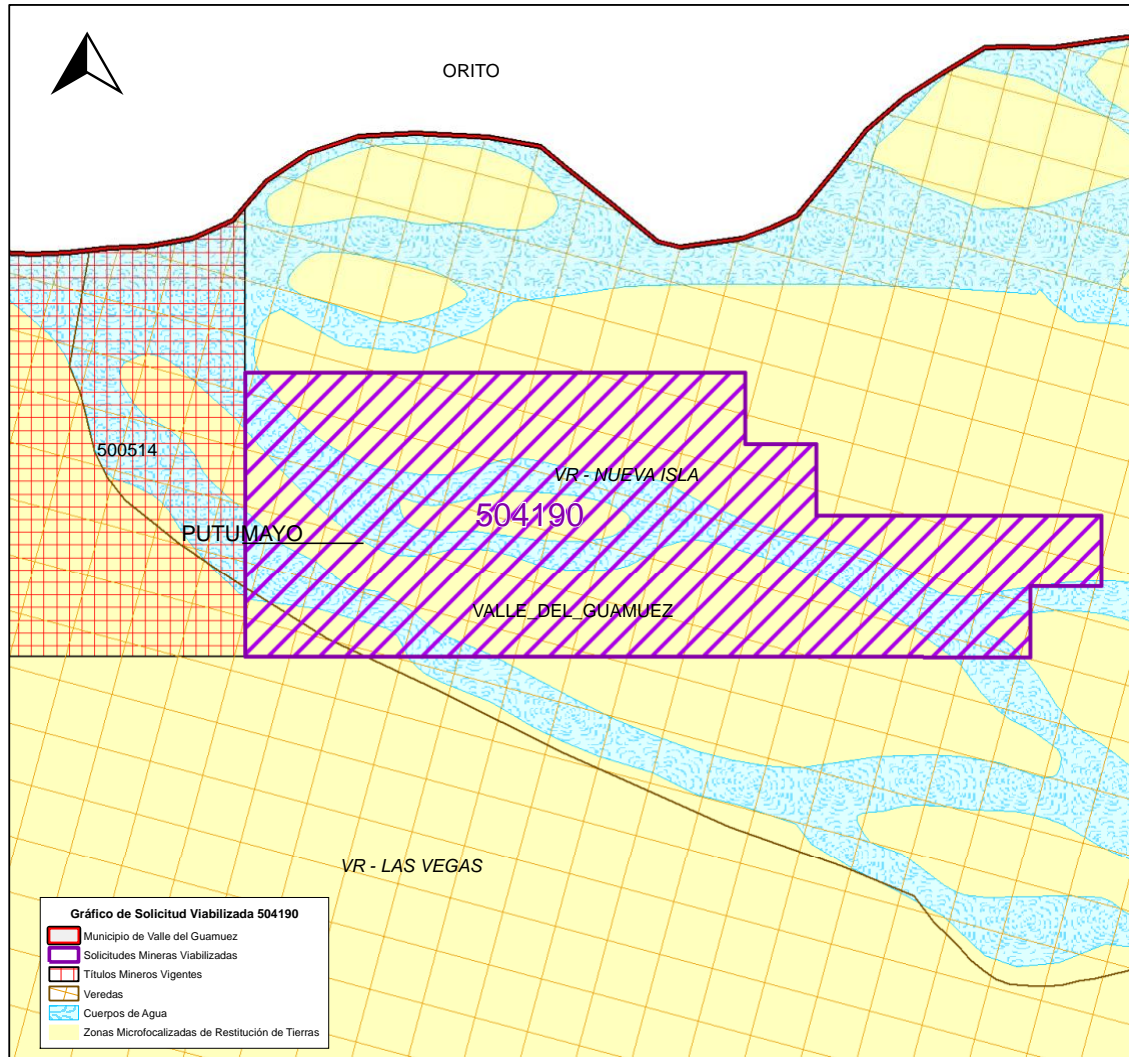 ORITO
500514
VR - NUEVA ISLA
504190
PUTUMAYO
VALLE_DEL_GUAMUEZ
VR - LAS VEGAS
Gráfico de Solicitud Viabilizada 504190
Municipio de Valle del Guamuez
Solicitudes Mineras Viabilizadas
Títulos Mineros Vigentes
Veredas
Cuerpos de Agua
Zonas Microfocalizadas de Restitución de Tierras